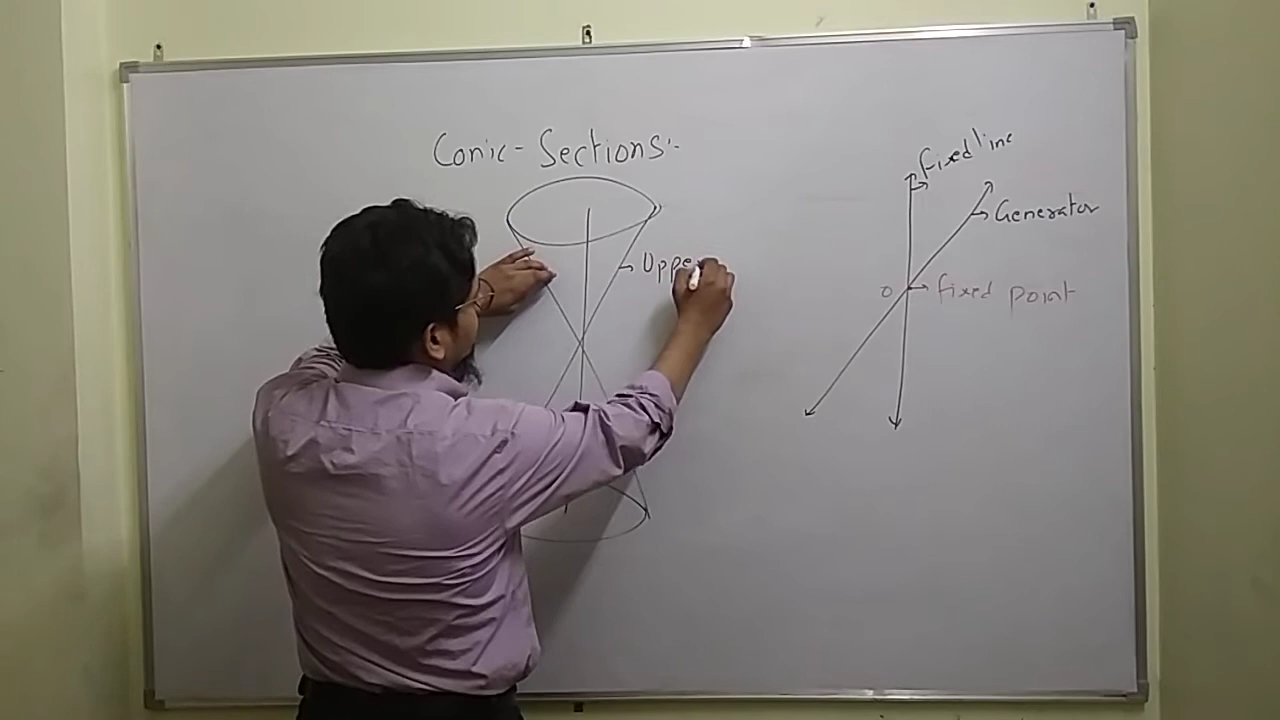 Conic-Sections:-
Fixed line
Generator
Upper
O
fixed point